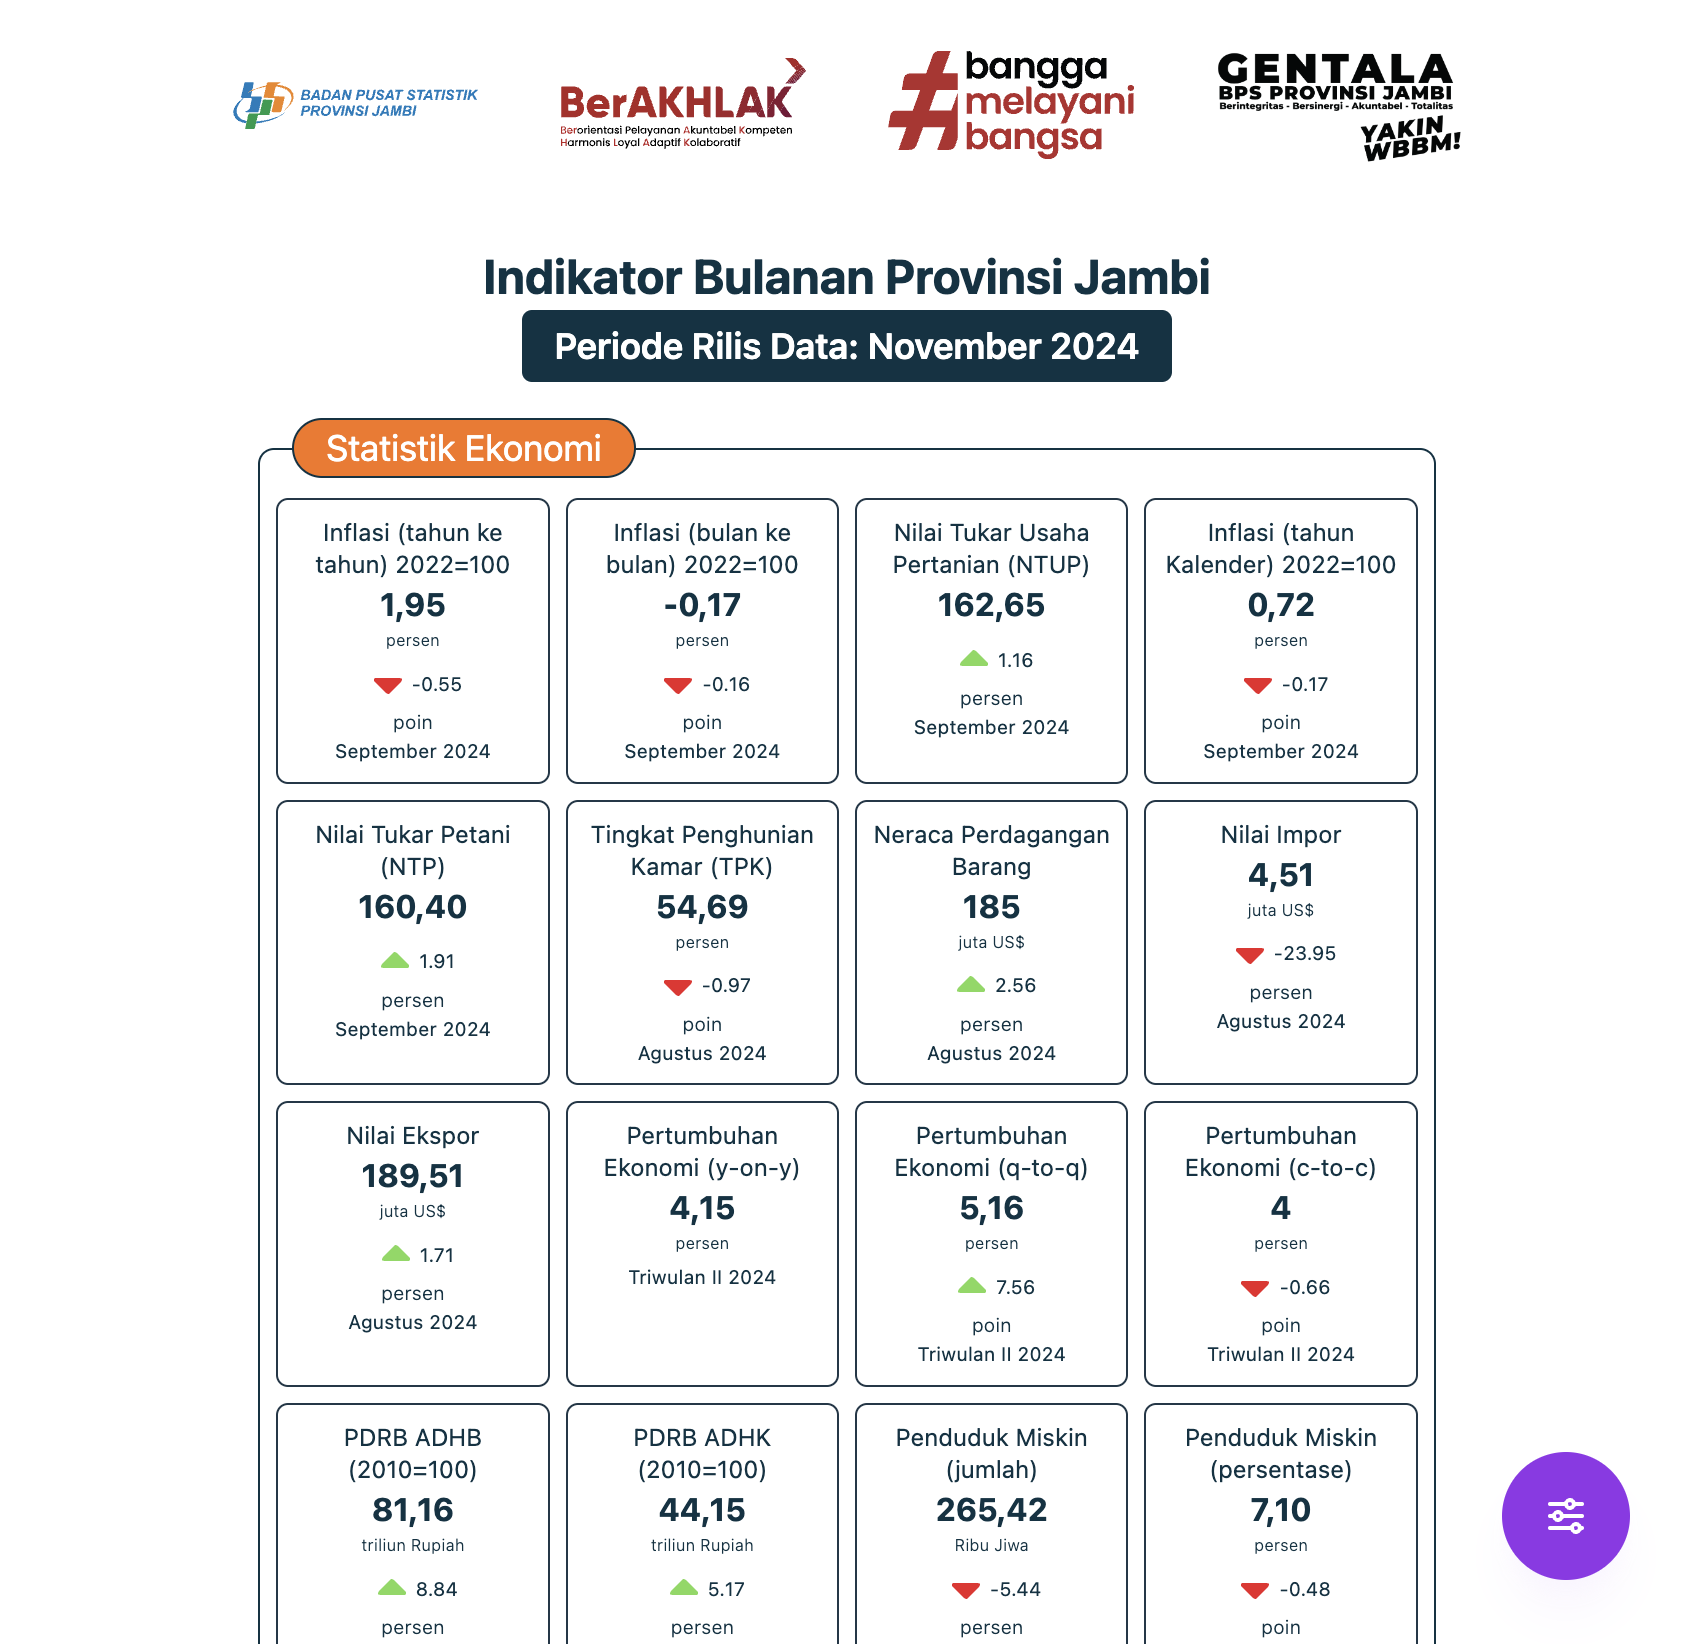 BADAN PUSAT STATISTIK
PROVINSI JAMBI
BerAKHLAK
Berorientasi Pelayanan Akuntabel Kompeten
Harmonis Loyal Adaptif Kolaboratif
#bangga
melayani
bangsa
GENTALA
BPS PROVINSI JAMBI
Berintegritas - Bersinergi - Akuntabel - Totalitas
YAKIN
WBBM!
Indikator Bulanan Provinsi Jambi
Periode Rilis Data: November 2024
Statistik Ekonomi
Inflasi (tahun ke
tahun) 2022=100
1,95
persen
-0.55
poin
September 2024
Inflasi (bulan ke
bulan) 2022=100
-0,17
persen
-0.16
poin
September 2024
Nilai Tukar Usaha
Pertanian (NTUP)
162,65
1.16
persen
September 2024
Inflasi (tahun
Kalender) 2022=100
0,72
persen
-0.17
poin
September 2024
Nilai Tukar Petani
(NTP)
160,40
1.91
persen
September 2024
Tingkat Penghunian
Kamar (TPK)
54,69
persen
-0.97
poin
Agustus 2024
Neraca Perdagangan
Barang
185
juta US$
2.56
persen
Agustus 2024
Nilai Impor
4,51
juta US$
-23.95
persen
Agustus 2024
Nilai Ekspor
189,51
juta US$
1.71
persen
Agustus 2024
Pertumbuhan
Ekonomi (y-on-y)
4,15
persen
Triwulan II 2024
Pertumbuhan
Ekonomi (q-to-q)
5,16
persen
7.56
poin
Triwulan II 2024
Pertumbuhan
Ekonomi (c-to-c)
4
persen
-0.66
poin
Triwulan II 2024
PDRB ADHB
(2010=100)
81,16
triliun Rupiah
8.84
persen
PDRB ADHK
(2010=100)
44,15
triliun Rupiah
5.17
persen
Penduduk Miskin
(jumlah)
265,42
Ribu Jiwa
-5.44
persen
Penduduk Miskin
(persentase)
7,10
persen
-0.48
poin